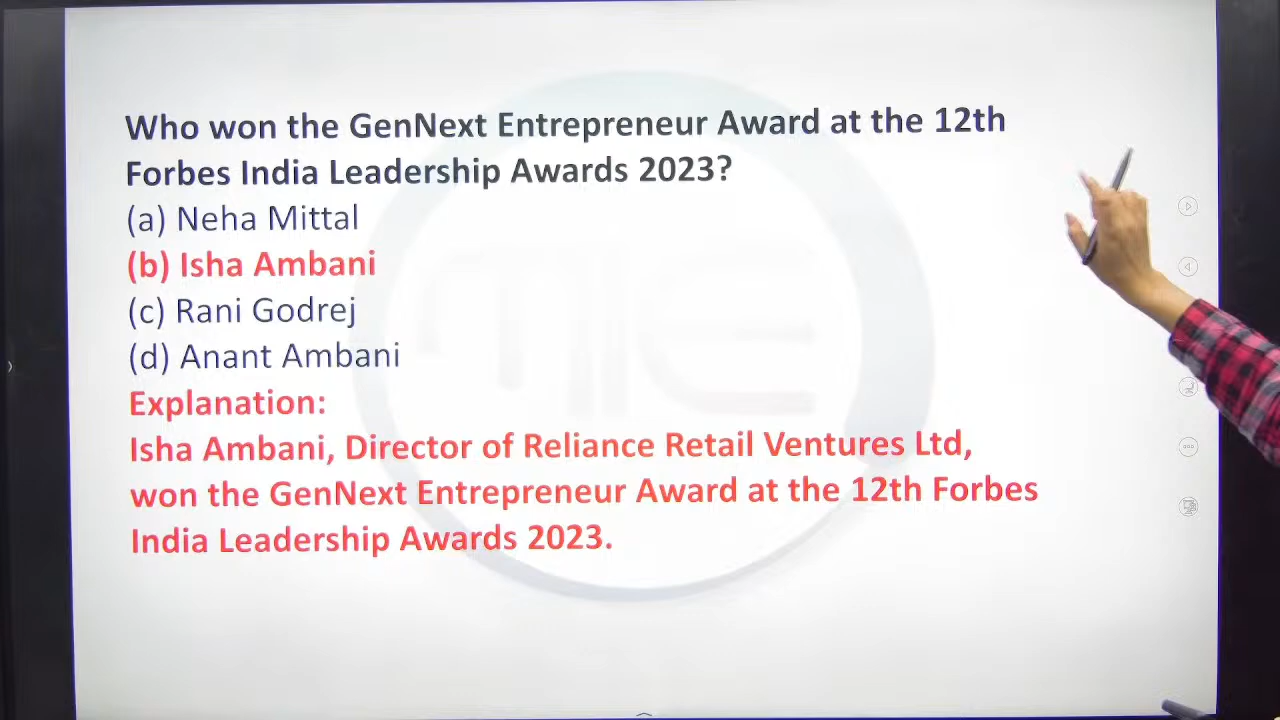 Who won the GenNext Entrepreneur Award at the 12th
Forbes India Leadership Awards 2023?
(a) Neha Mittal
(b) Isha Ambani
(c) Rani Godrej
(d) Anant Ambani
Explanation:
Isha Ambani, Director of Reliance Retail Ventures Ltd,
won the GenNext Entrepreneur Award at the 12th Forbes
India Leadership Awards 2023.